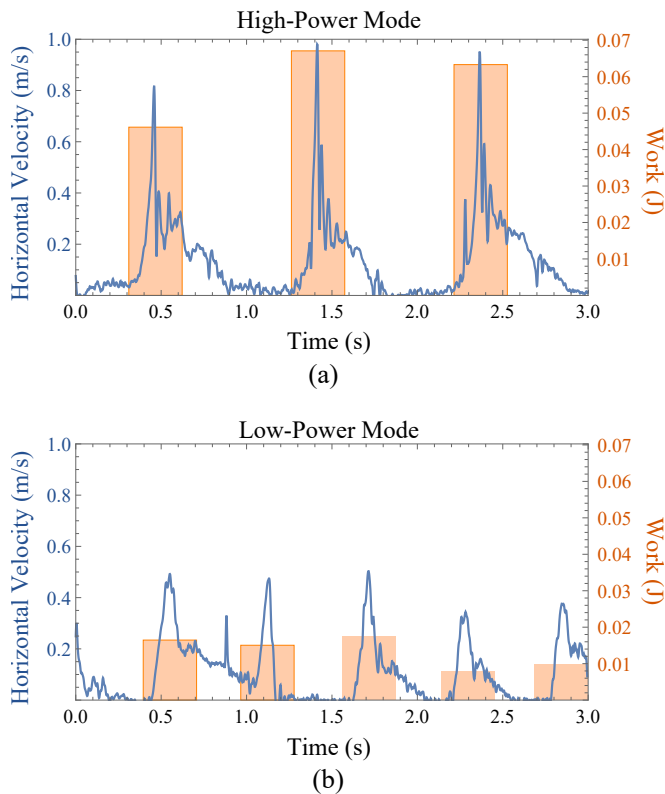 High-Power Mode
1.0
0.8
0.6
0.4
0.2
Horizontal Velocity (m/s)
0.07
0.06
0.05
0.04
0.03
0.02
0.01
Work (J)
0.0 0.5 1.0 1.5 2.0 2.5 3.0
Time (s)
(a)
Low-Power Mode
1.0
0.8
0.6
0.4
0.2
Horizontal Velocity (m/s)
0.07
0.06
0.05
0.04
0.03
0.02
0.01
Work (J)
0.0 0.5 1.0 1.5 2.0 2.5 3.0
Time (s)
(b)